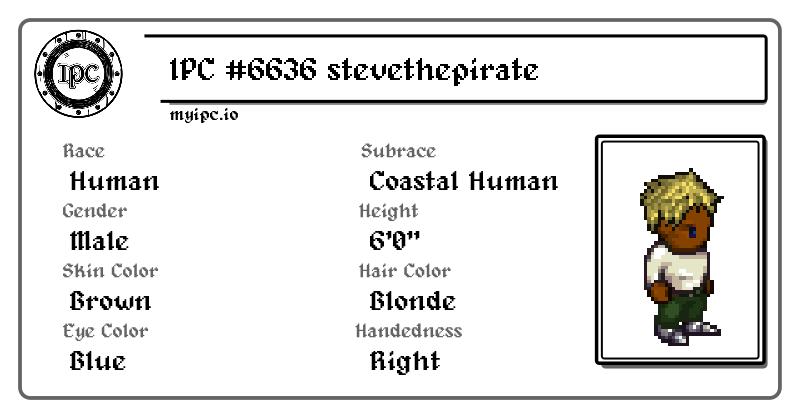 IPC
IPC #6636 stevethepirate
myipc.io
Race
Human
Subrace
Coastal Human
Gender
Male
Height
6'0"
Skin Color
Brown
Hair Color
Blonde
Eye Color
Blue
Handedness
Right